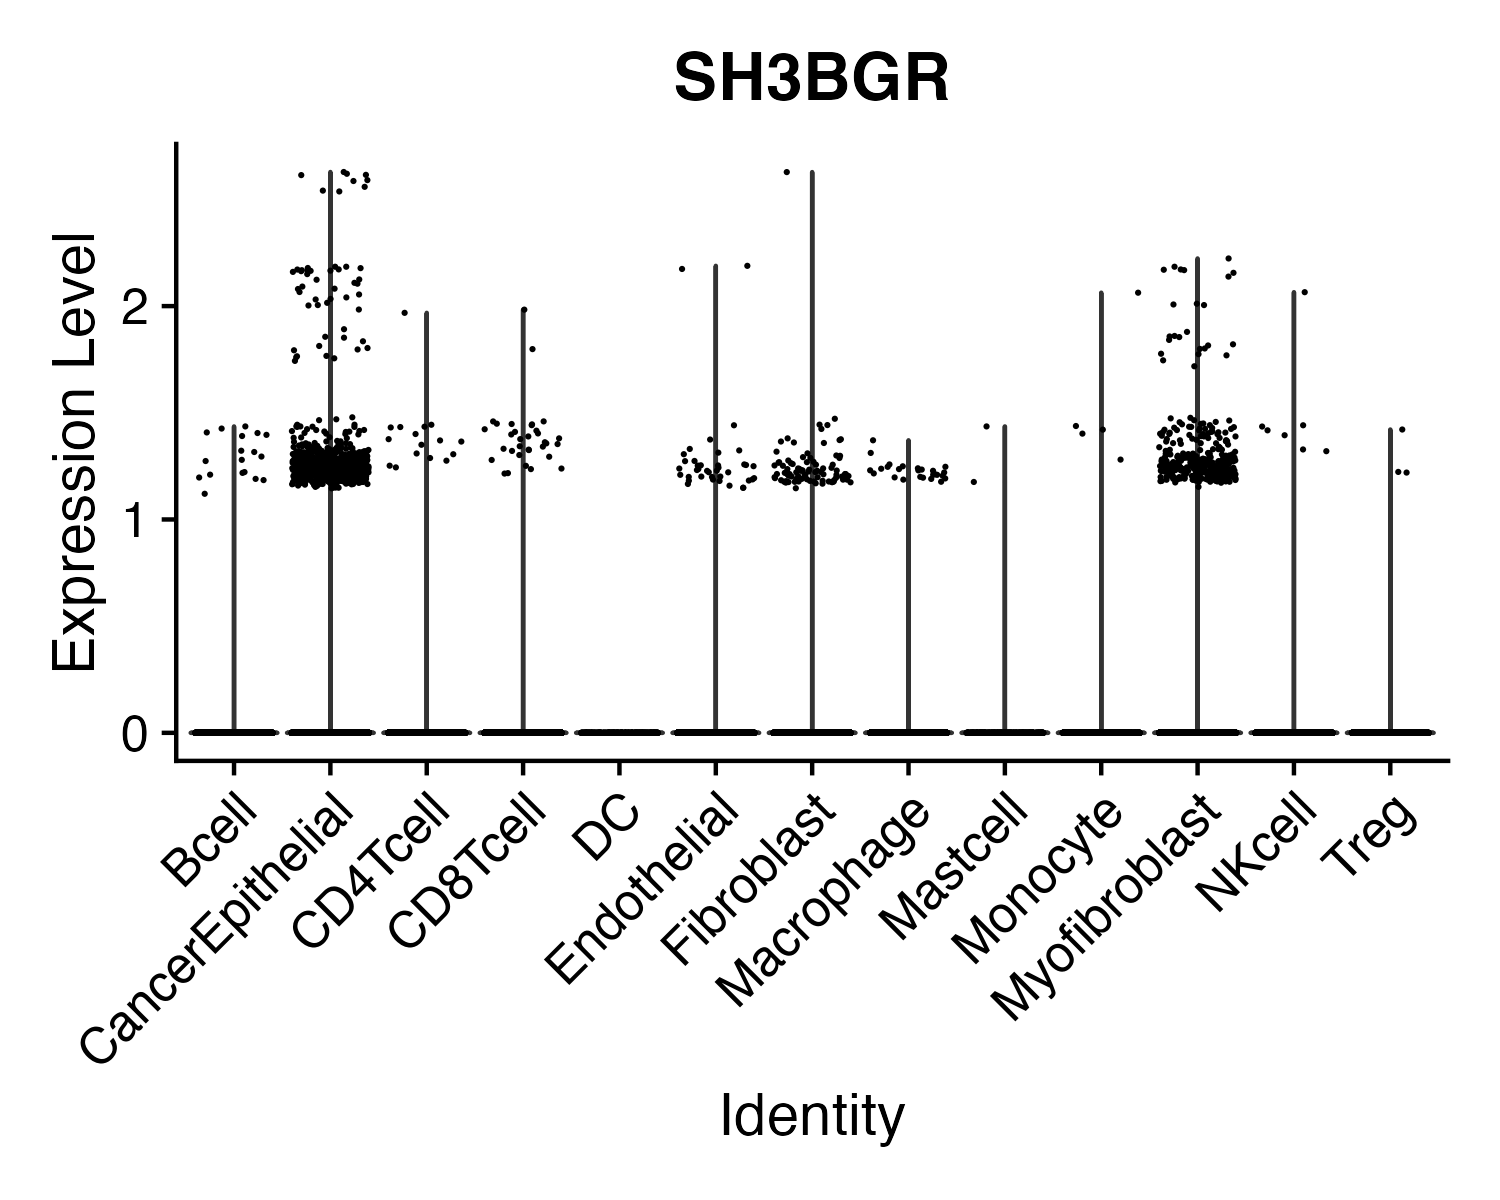 SH3BGR
Expression Level
2
1
0
Bcell
CancerEpithelial
CD4Tcell
CD8Tcell
DC
Endothelial
Fibroblast
Macrophage
Mastcell
Monocyte
Myofibroblast
NKcell
Treg
Identity